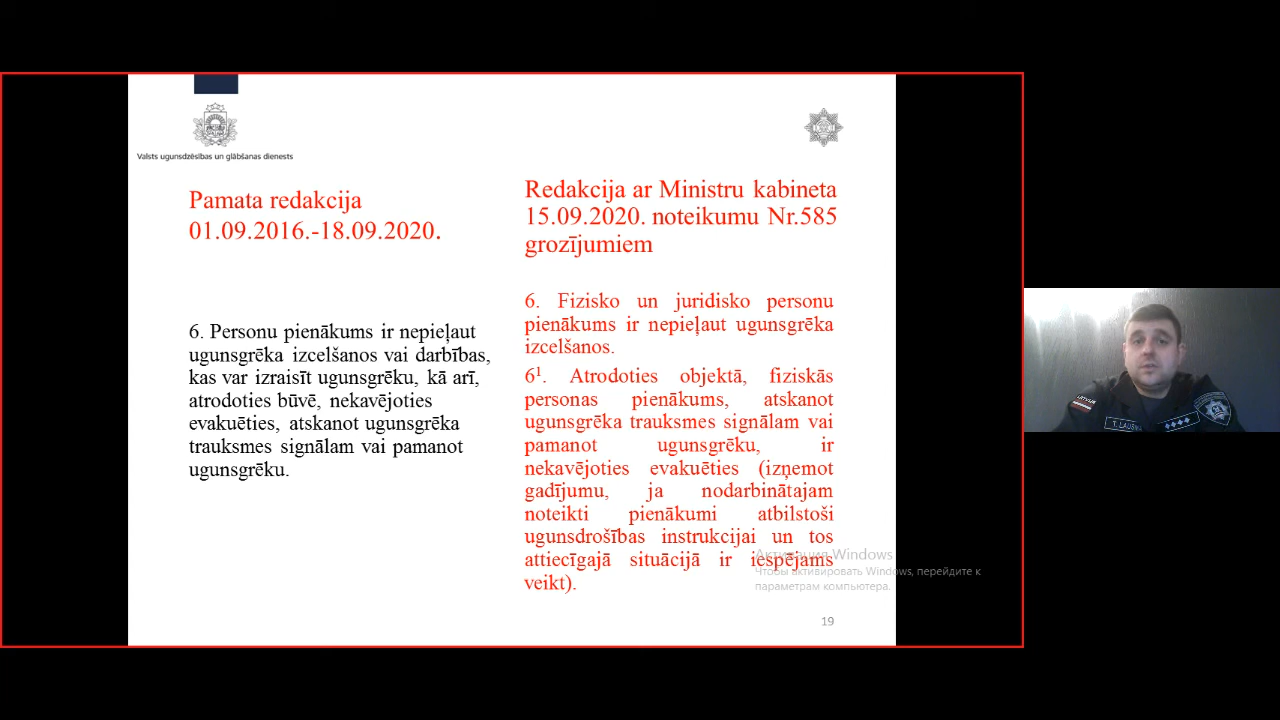 Valsts ugunsdzēsības un glābšanas dienests
Pamata redakcija
01.09.2016.-18.09.2020.
6. Personu pienākums ir nepieļaut
ugunsgrēka izcelšanos vai darbības,
kas var izraisīt ugunsgrēku, kā arī,
atrodoties būvē, nekavējoties
evakuēties, atskanot ugunsgrēka
trauksmes signālam vai pamanot
ugunsgrēku.
Redakcija ar Ministru kabineta
15.09.2020. noteikumu Nr.585
grozījumiem
6. Fizisko un juridisko personu
pienākums ir nepieļaut ugunsgrēka
izcelšanos.
6¹. Atrodoties objektā, fiziskās
personas pienākums, atskanot
ugunsgrēka trauksmes signālam vai
pamanot ugunsgrēku, ir
nekavējoties evakuēties (izņemot
gadījumu, ja nodarbinātajam
noteikti pienākumi atbilstoši
ugunsdrošības instrukcijai un tos
attiecīgajā situācijā ir iespējams
veikt).
Активация Windows
Чтобы активировать Windows, перейдите к
параметрам компьютера.
19
LATVIJA